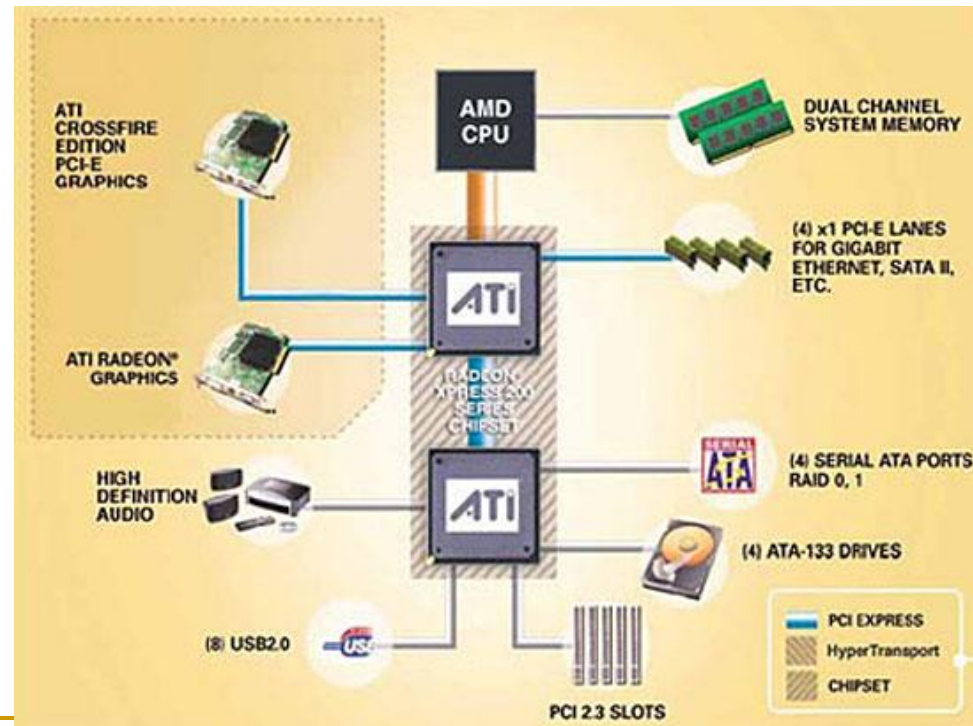 ATI
CROSSFIRE
EDITION
PCI-E
GRAPHICS
AMD
CPU
DUAL CHANNEL
SYSTEM MEMORY
(4) x1 PCI-E LANES
FOR GIGABIT
ETHERNET, SATA II,
ETC.
ATI
ATI RADEON®
GRAPHICS
RADEON
XPRESS 200
SERIES
CHIPSET
HIGH
DEFINITION
AUDIO
ATI
SERIAL
ATA
(4) SERIAL ATA PORTS
RAID 0, 1
(4) ATA-133 DRIVES
(8) USB2.0
USB
PCI 2.3 SLOTS
PCI EXPRESS
HyperTransport
CHIPSET